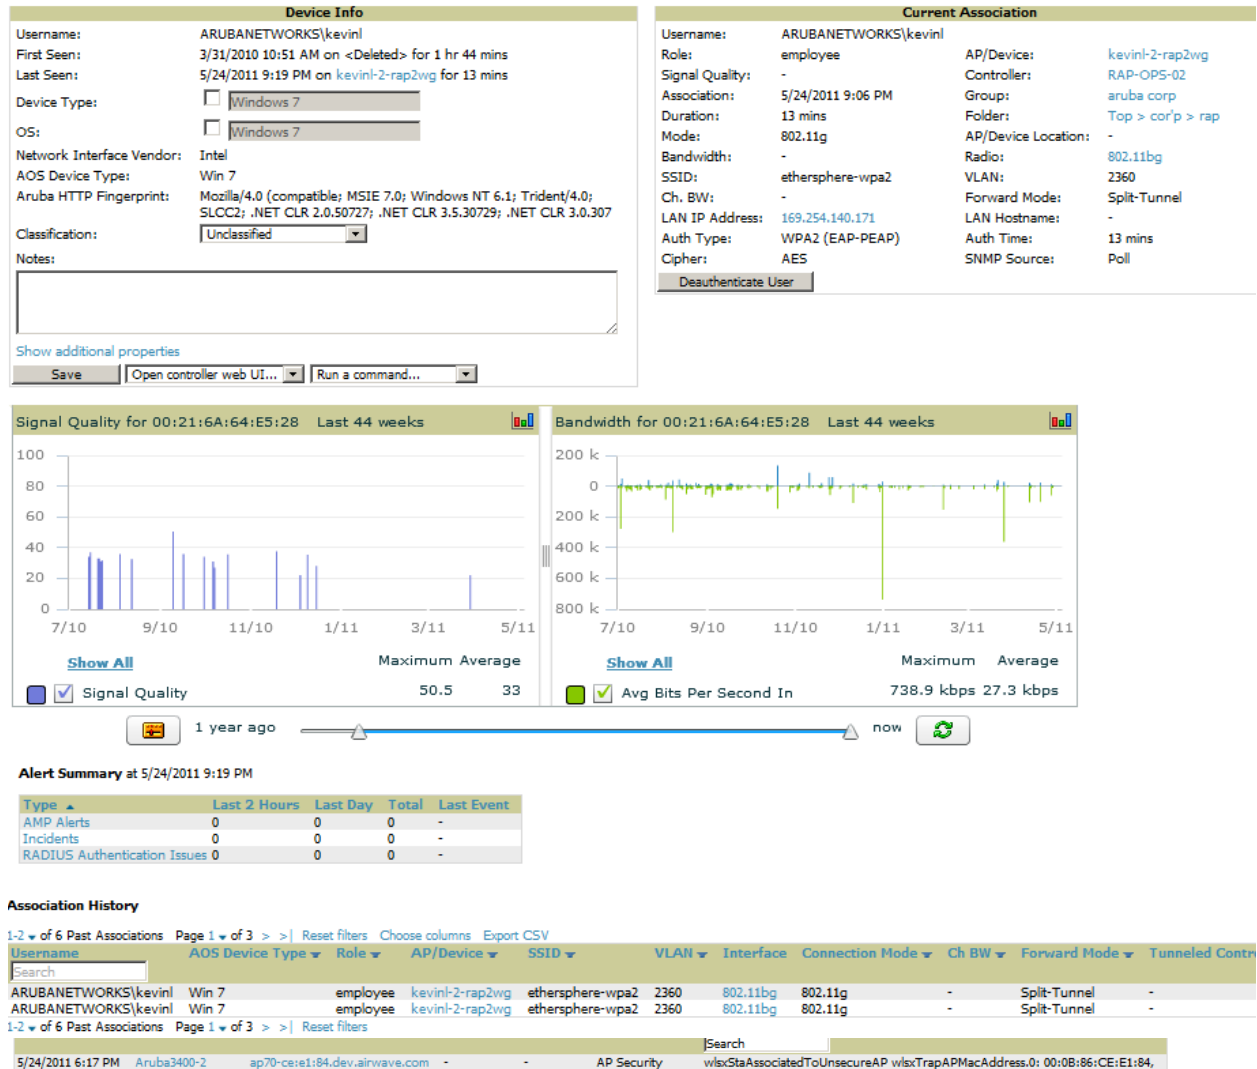 Device Info
Username: ARUBANETWORKS\kevinl
First Seen: 3/31/2010 10:51 AM on <Deleted> for 1 hr 44 mins
Last Seen: 5/24/2011 9:19 PM on kevinl-2-rap2wg for 13 mins
Device Type: Windows 7
OS: Windows 7
Network Interface Vendor: Intel
AOS Device Type: Win 7
Aruba HTTP Fingerprint: Mozilla/4.0 (compatible; MSIE 7.0; Windows NT 6.1; Trident/4.0;
SLCC2; .NET CLR 2.0.50727; .NET CLR 3.5.30729; .NET CLR 3.0.307
Classification: Unclassified
Notes:
Show additional properties
Save Open controller web UI... Run a command...
Current Association
Username: ARUBANETWORKS\kevinl
Role: employee AP/Device: kevinl-2-rap2wg
Signal Quality: - Controller: RAP-OPS-02
Association: 5/24/2011 9:06 PM Group: aruba corp
Duration: 13 mins Folder: Top > cor'p > rap
Mode: 802.11g AP/Device Location: -
Bandwidth: - Radio: 802.11bg
SSID: ethersphere-wpa2 VLAN: 2360
Ch. BW: - Forward Mode: Split-Tunnel
LAN IP Address: 169.254.140.171 LAN Hostname: -
Auth Type: WPA2 (EAP-PEAP) Auth Time: 13 mins
Cipher: AES SNMP Source: Poll
Deauthenticate User
Signal Quality for 00:21:6A:64:E5:28 Last 44 weeks
100
80
60
40
20
0
7/10 9/10 11/10 1/11 3/11 5/11
Show All Maximum Average
Signal Quality 50.5 33
Bandwidth for 00:21:6A:64:E5:28 Last 44 weeks
200 k
0
200 k
400 k
600 k
800 k
7/10 9/10 11/10 1/11 3/11 5/11
Show All Maximum Average
Avg Bits Per Second In 738.9 kbps 27.3 kbps
1 year ago now
Alert Summary at 5/24/2011 9:19 PM
Type Last 2 Hours Last Day Total Last Event
AMP Alerts 0 0 0 -
Incidents 0 0 0 -
RADIUS Authentication Issues 0 0 0 -
Association History
1-2 of 6 Past Associations Page 1 of 3 > >| Reset filters Choose columns Export CSV
Username AOS Device Type Role AP/Device SSID VLAN Interface Connection Mode Ch BW Forward Mode Tunneled Contro
Search
ARUBANETWORKS\kevinl Win 7 employee kevinl-2-rap2wg ethersphere-wpa2 2360 802.11bg 802.11g - Split-Tunnel -
ARUBANETWORKS\kevinl Win 7 employee kevinl-2-rap2wg ethersphere-wpa2 2360 802.11bg 802.11g - Split-Tunnel -
1-2 of 6 Past Associations Page 1 of 3 > >| Reset filters
Search
5/24/2011 6:17 PM Aruba3400-2 ap70-ce:e1:84.dev.airwave.com - - AP Security wlsxStaAssociatedToUnsecureAP wlsxTrapAPMacAddress.0: 00:0B:86:CE:E1:84,